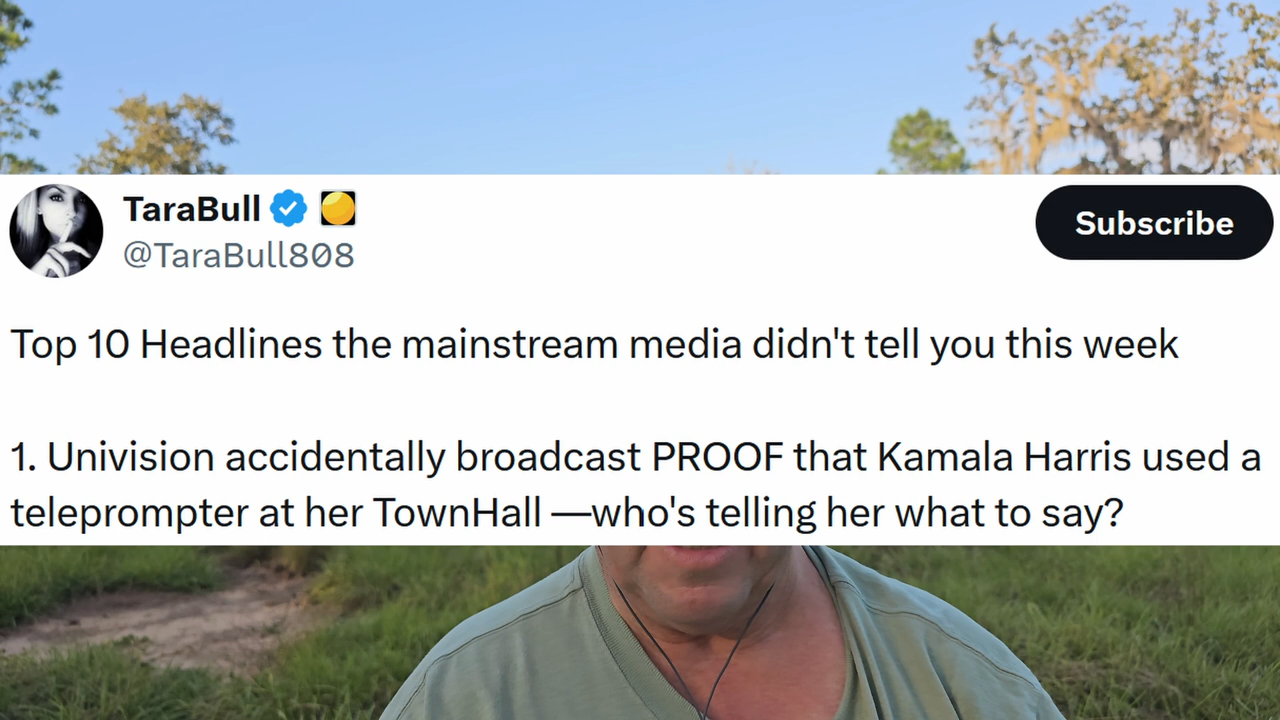 TaraBull
@TaraBull808
Subscribe
Top 10 Headlines the mainstream media didn't tell you this week
1. Univision accidentally broadcast PROOF that Kamala Harris used a
teleprompter at her TownHall —who's telling her what to say?